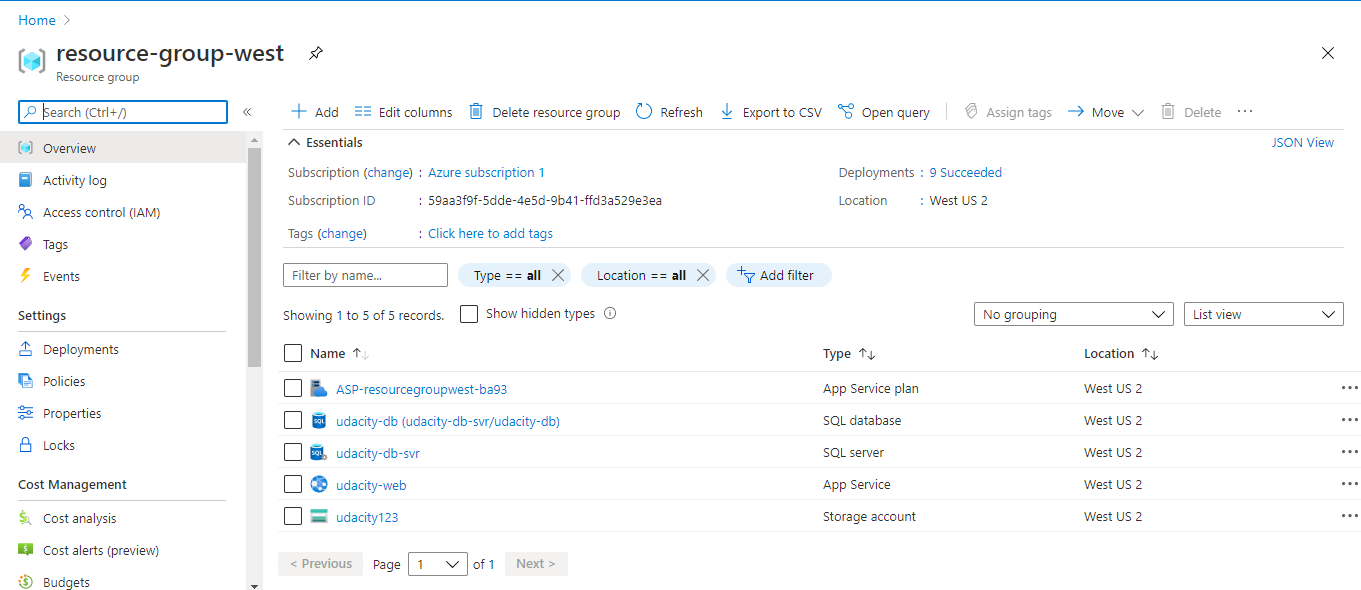 Home
resource-group-west
Resource group
Search (Ctrl+/)
Overview
Activity log
Access control (IAM)
Tags
Events
Settings
Deployments
Policies
Properties
Locks
Cost Management
Cost analysis
Cost alerts (preview)
Budgets
Add Edit columns Delete resource group Refresh Export to CSV Open query Assign tags Move Delete ...
Essentials JSON View
Subscription (change) : Azure subscription 1 Deployments : 9 Succeeded
Subscription ID : 59aa3f9f-5dde-4e5d-9b41-ffd3a529e3ea Location : West US 2
Tags (change) : Click here to add tags
Filter by name... Type == all Location == all Add filter
Showing 1 to 5 of 5 records. Show hidden types No grouping List view
Name Type Location
ASP-resourcegroupwest-ba93 App Service plan West US 2 ...
udacity-db (udacity-db-svr/udacity-db) SQL database West US 2 ...
udacity-db-svr SQL server West US 2 ...
udacity-web App Service West US 2 ...
udacity123 Storage account West US 2 ...
< Previous Page 1 of 1 Next >